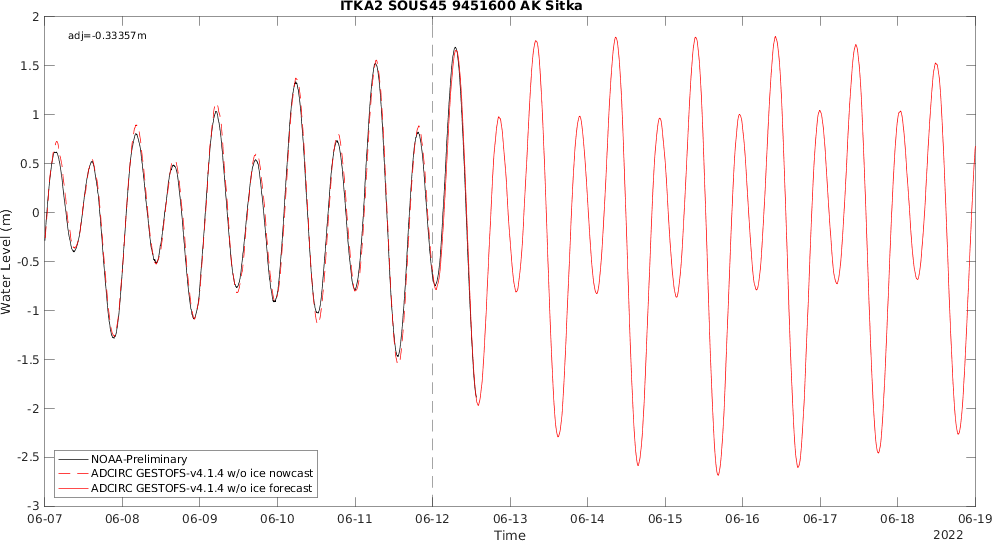 ITKA2 SOUS45 9451600 AK Sitka
adj=-0.33357m
2
1.5
1
0.5
0
-0.5
-1
-1.5
-2
-2.5
-3
Water Level (m)
NOAA-Preliminary
ADCIRC GESTOFS-v4.1.4 w/o ice nowcast
ADCIRC GESTOFS-v4.1.4 w/o ice forecast
06-07 06-08 06-09 06-10 06-11 06-12 06-13 06-14 06-15 06-16 06-17 06-18 06-19
Time
2022